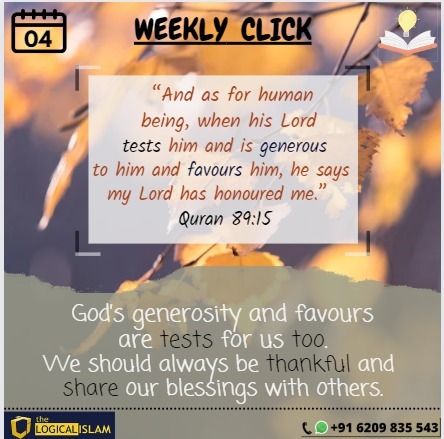 04
WEEKLY CLICK
“And as for human
being, when his Lord
tests him and is generous
to him and favours him, he says
my Lord has honoured me.”
Quran 89:15
God's generosity and favours
are tests for us too.
We should always be thankful and
share our blessings with others.
the
LOGICAL ISLAM
+91 6209 835 543